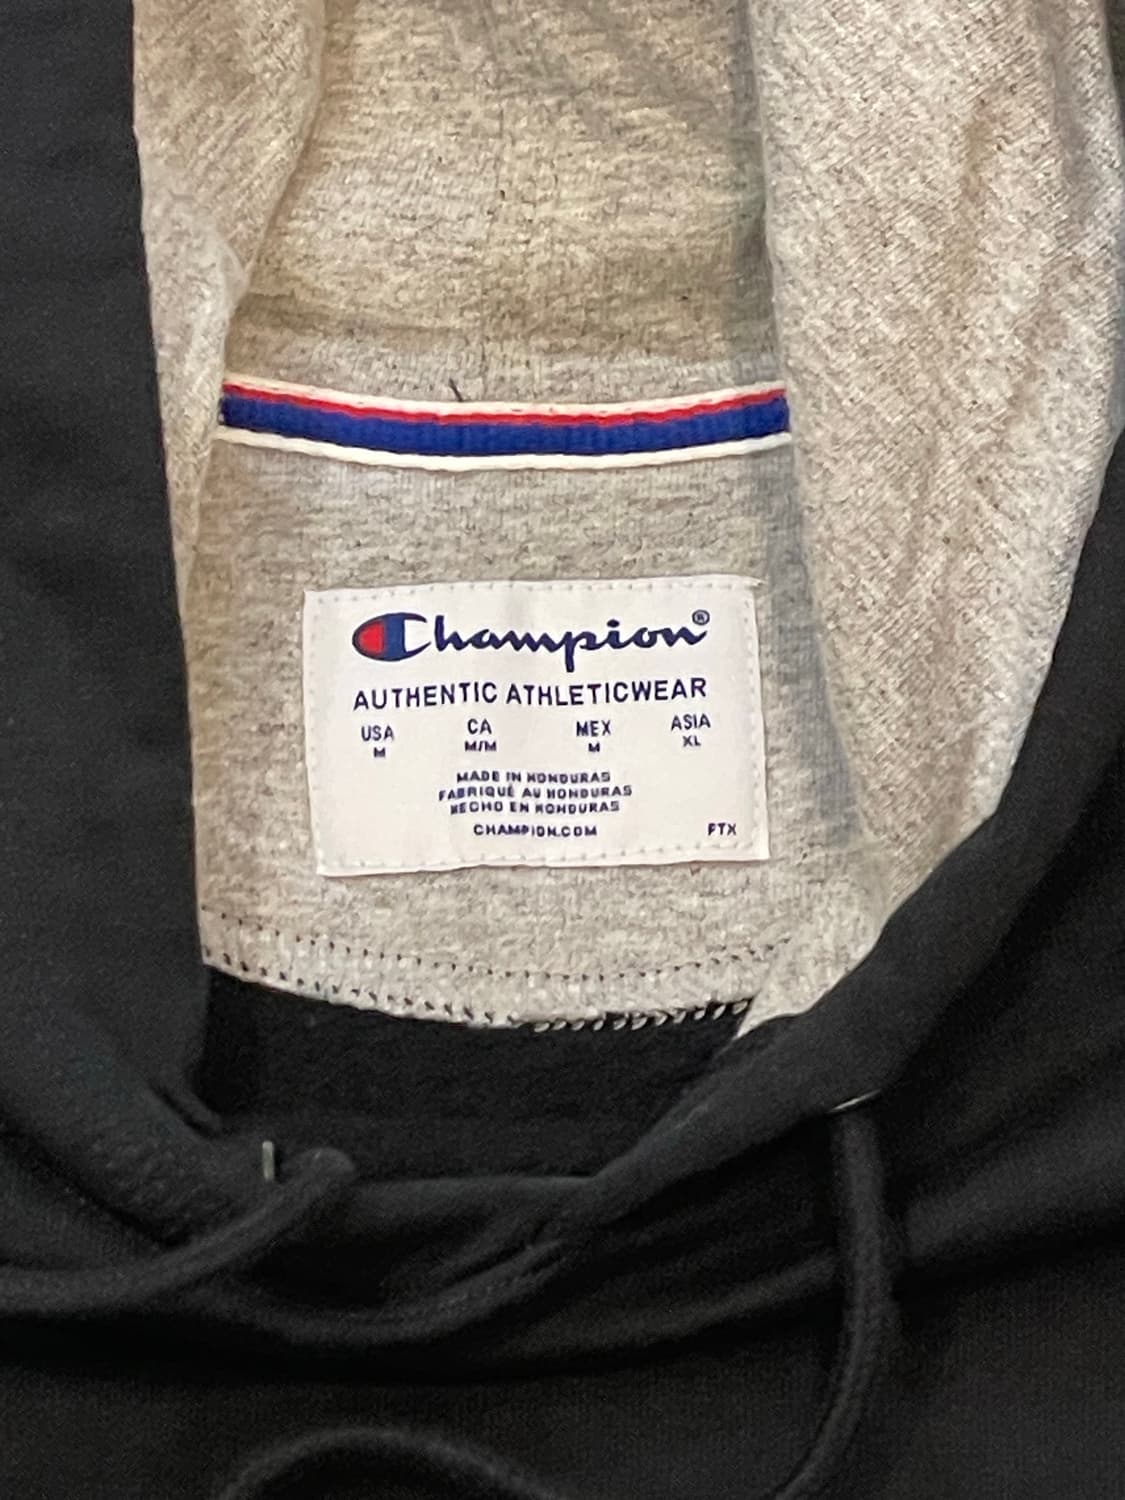 Champion®
AUTHENTIC ATHLETICWEAR
USA CA MEX ASIA
M M/M M XL
MADE IN HONDURAS
FABRIQUÉ AU HONDURAS
HECHO EN HONDURAS
CHAMPION.COM FTX